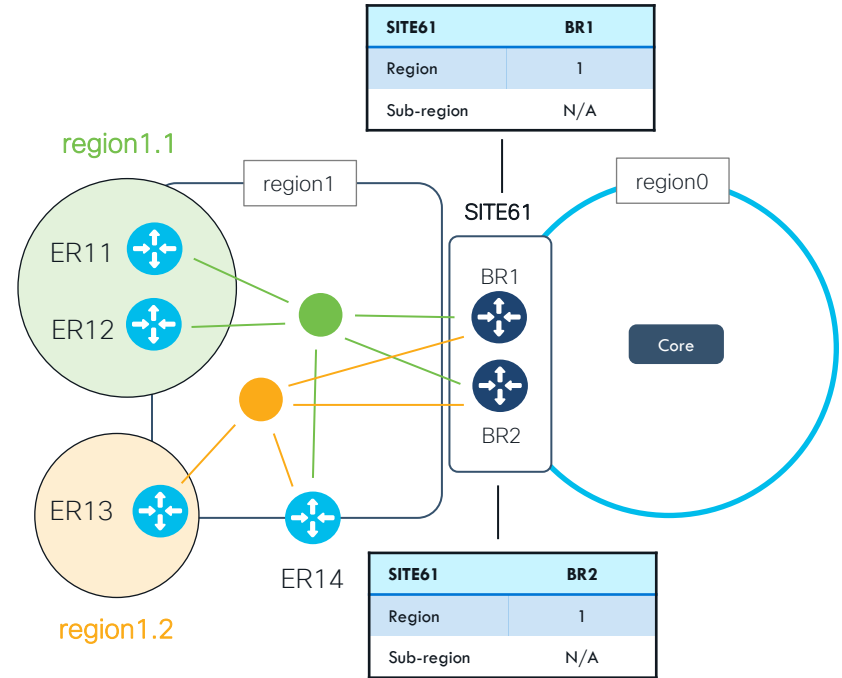 SITE61 BR1
Region 1
Sub-region N/A
region1.1
region1
region0
SITE61
ER11
BR1
ER12
Core
BR2
ER13
ER14
region1.2
SITE61 BR2
Region 1
Sub-region N/A